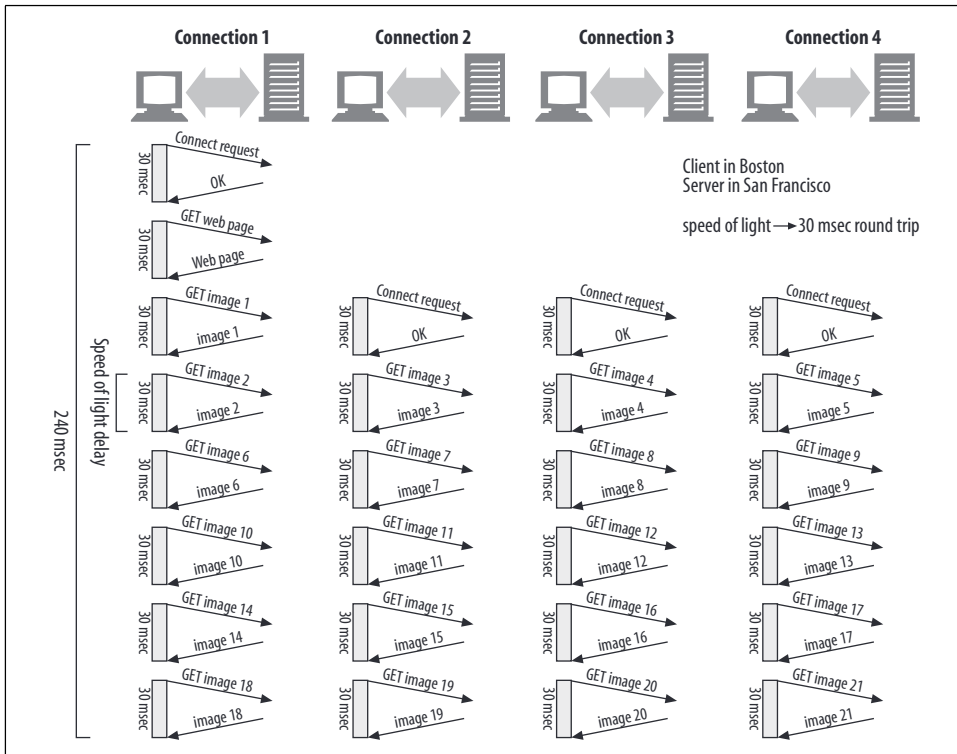 Connection 1
Connection 2
Connection 3
Connection 4
Client in Boston
Server in San Francisco
speed of light → 30 msec round trip
240 msec
Speed of light delay
30 msec
Connect request
OK
30 msec
GET web page
Web page
30 msec
GET image 1
image 1
30 msec
Connect request
OK
30 msec
Connect request
OK
30 msec
Connect request
OK
30 msec
GET image 2
image 2
30 msec
GET image 3
image 3
30 msec
GET image 4
image 4
30 msec
GET image 5
image 5
30 msec
GET image 6
image 6
30 msec
GET image 7
image 7
30 msec
GET image 8
image 8
30 msec
GET image 9
image 9
30 msec
GET image 10
image 10
30 msec
GET image 11
image 11
30 msec
GET image 12
image 12
30 msec
GET image 13
image 13
30 msec
GET image 14
image 14
30 msec
GET image 15
image 15
30 msec
GET image 16
image 16
30 msec
GET image 17
image 17
30 msec
GET image 18
image 18
30 msec
GET image 19
image 19
30 msec
GET image 20
image 20
30 msec
GET image 21
image 21